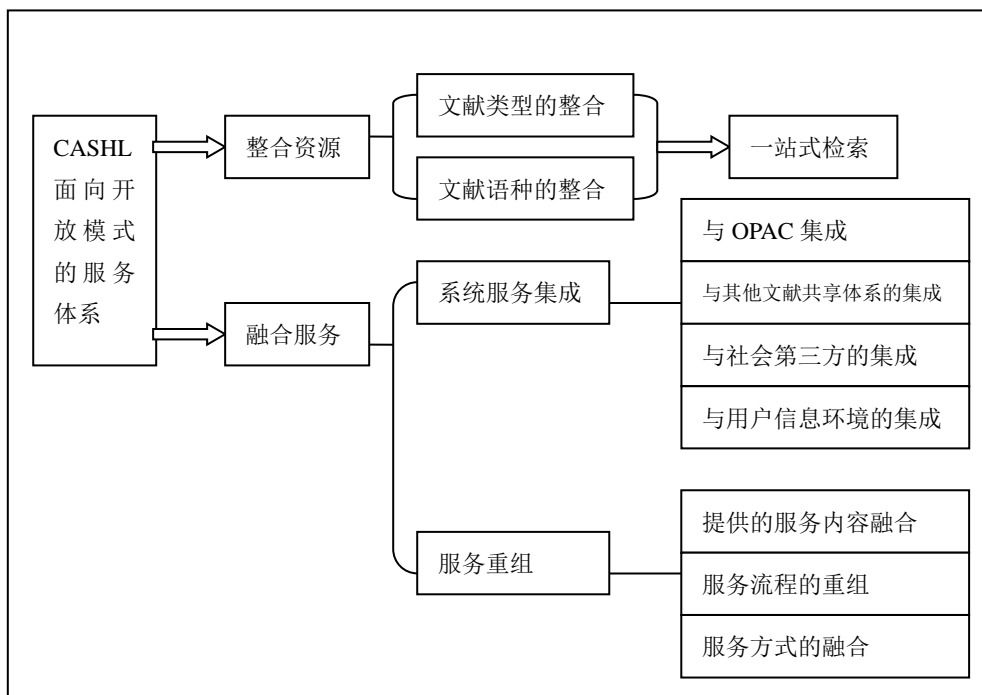 CASHL
面向开
放模式
的服务
体系
整合资源
文献类型的整合
文献语种的整合
一站式检索
融合服务
系统服务集成
与 OPAC 集成
与其他文献共享体系的集成
与社会第三方的集成
与用户信息环境的集成
服务重组
提供的服务内容融合
服务流程的重组
服务方式的融合